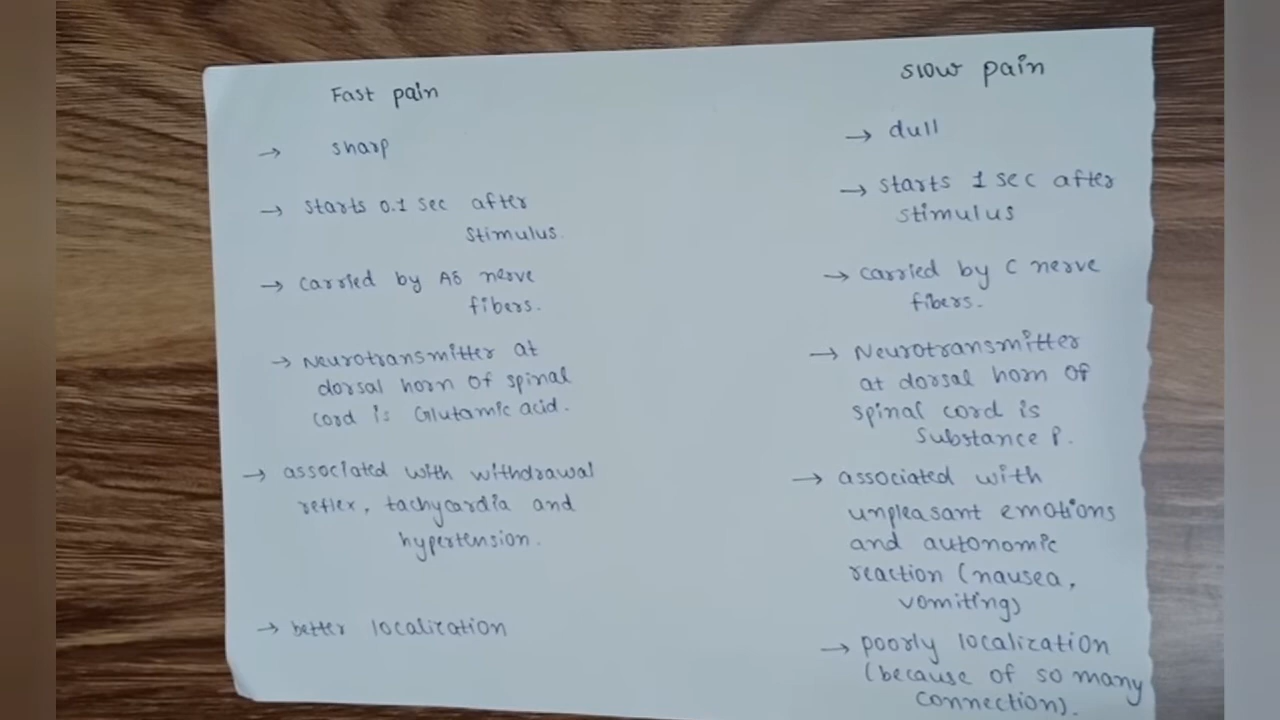 Fast pain
→ sharp
→ starts 0.1 sec after
stimulus.
→ carried by Aδ nerve
fibers.
→ Neurotransmitter at
dorsal horn of spinal
cord is Glutamic acid.
→ associated with withdrawal
reflex, tachycardia and
hypertension.
→ better localization
slow pain
→ dull
→ starts 1 sec after
stimulus
→ carried by C nerve
fibers.
→ Neurotransmitter
at dorsal horn of
spinal cord is
Substance P.
→ associated with
unpleasant emotions
and autonomic
reaction (nausea,
vomiting)
→ poorly localization
(because of so many
connection).